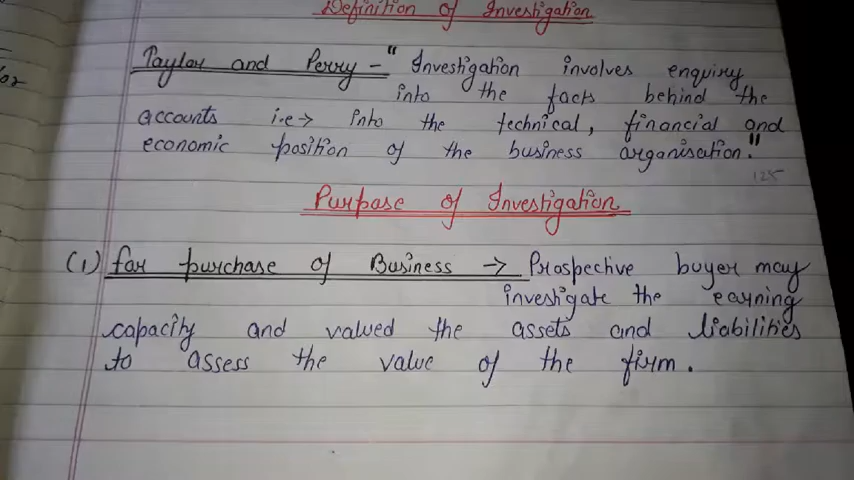 Definition of Investigation
Taylor and Perry - " Investigation involves enquiry
into the facts behind the
accounts i.e → into the technical, financial and
economic position of the business organisation."
125
Purpose of Investigation
(1) for purchase of Business → Prospective buyer may
investigate the earning
capacity and valued the assets and liabilities
to assess the value of the firm.